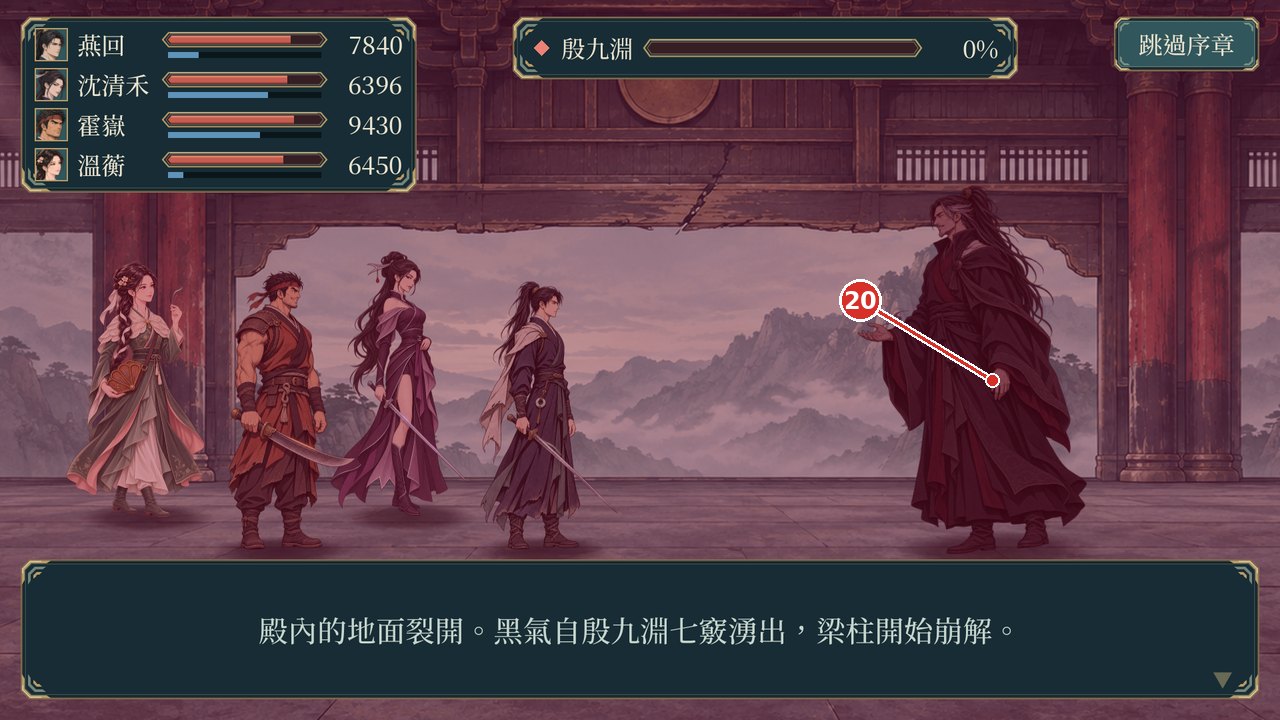 燕回 7840
沈清禾 6396
霍嶽 9430
溫蘅 6450
殷九淵 0%
跳過序章
20
殿內的地面裂開。黑氣自殷九淵七竅湧出，梁柱開始崩解。